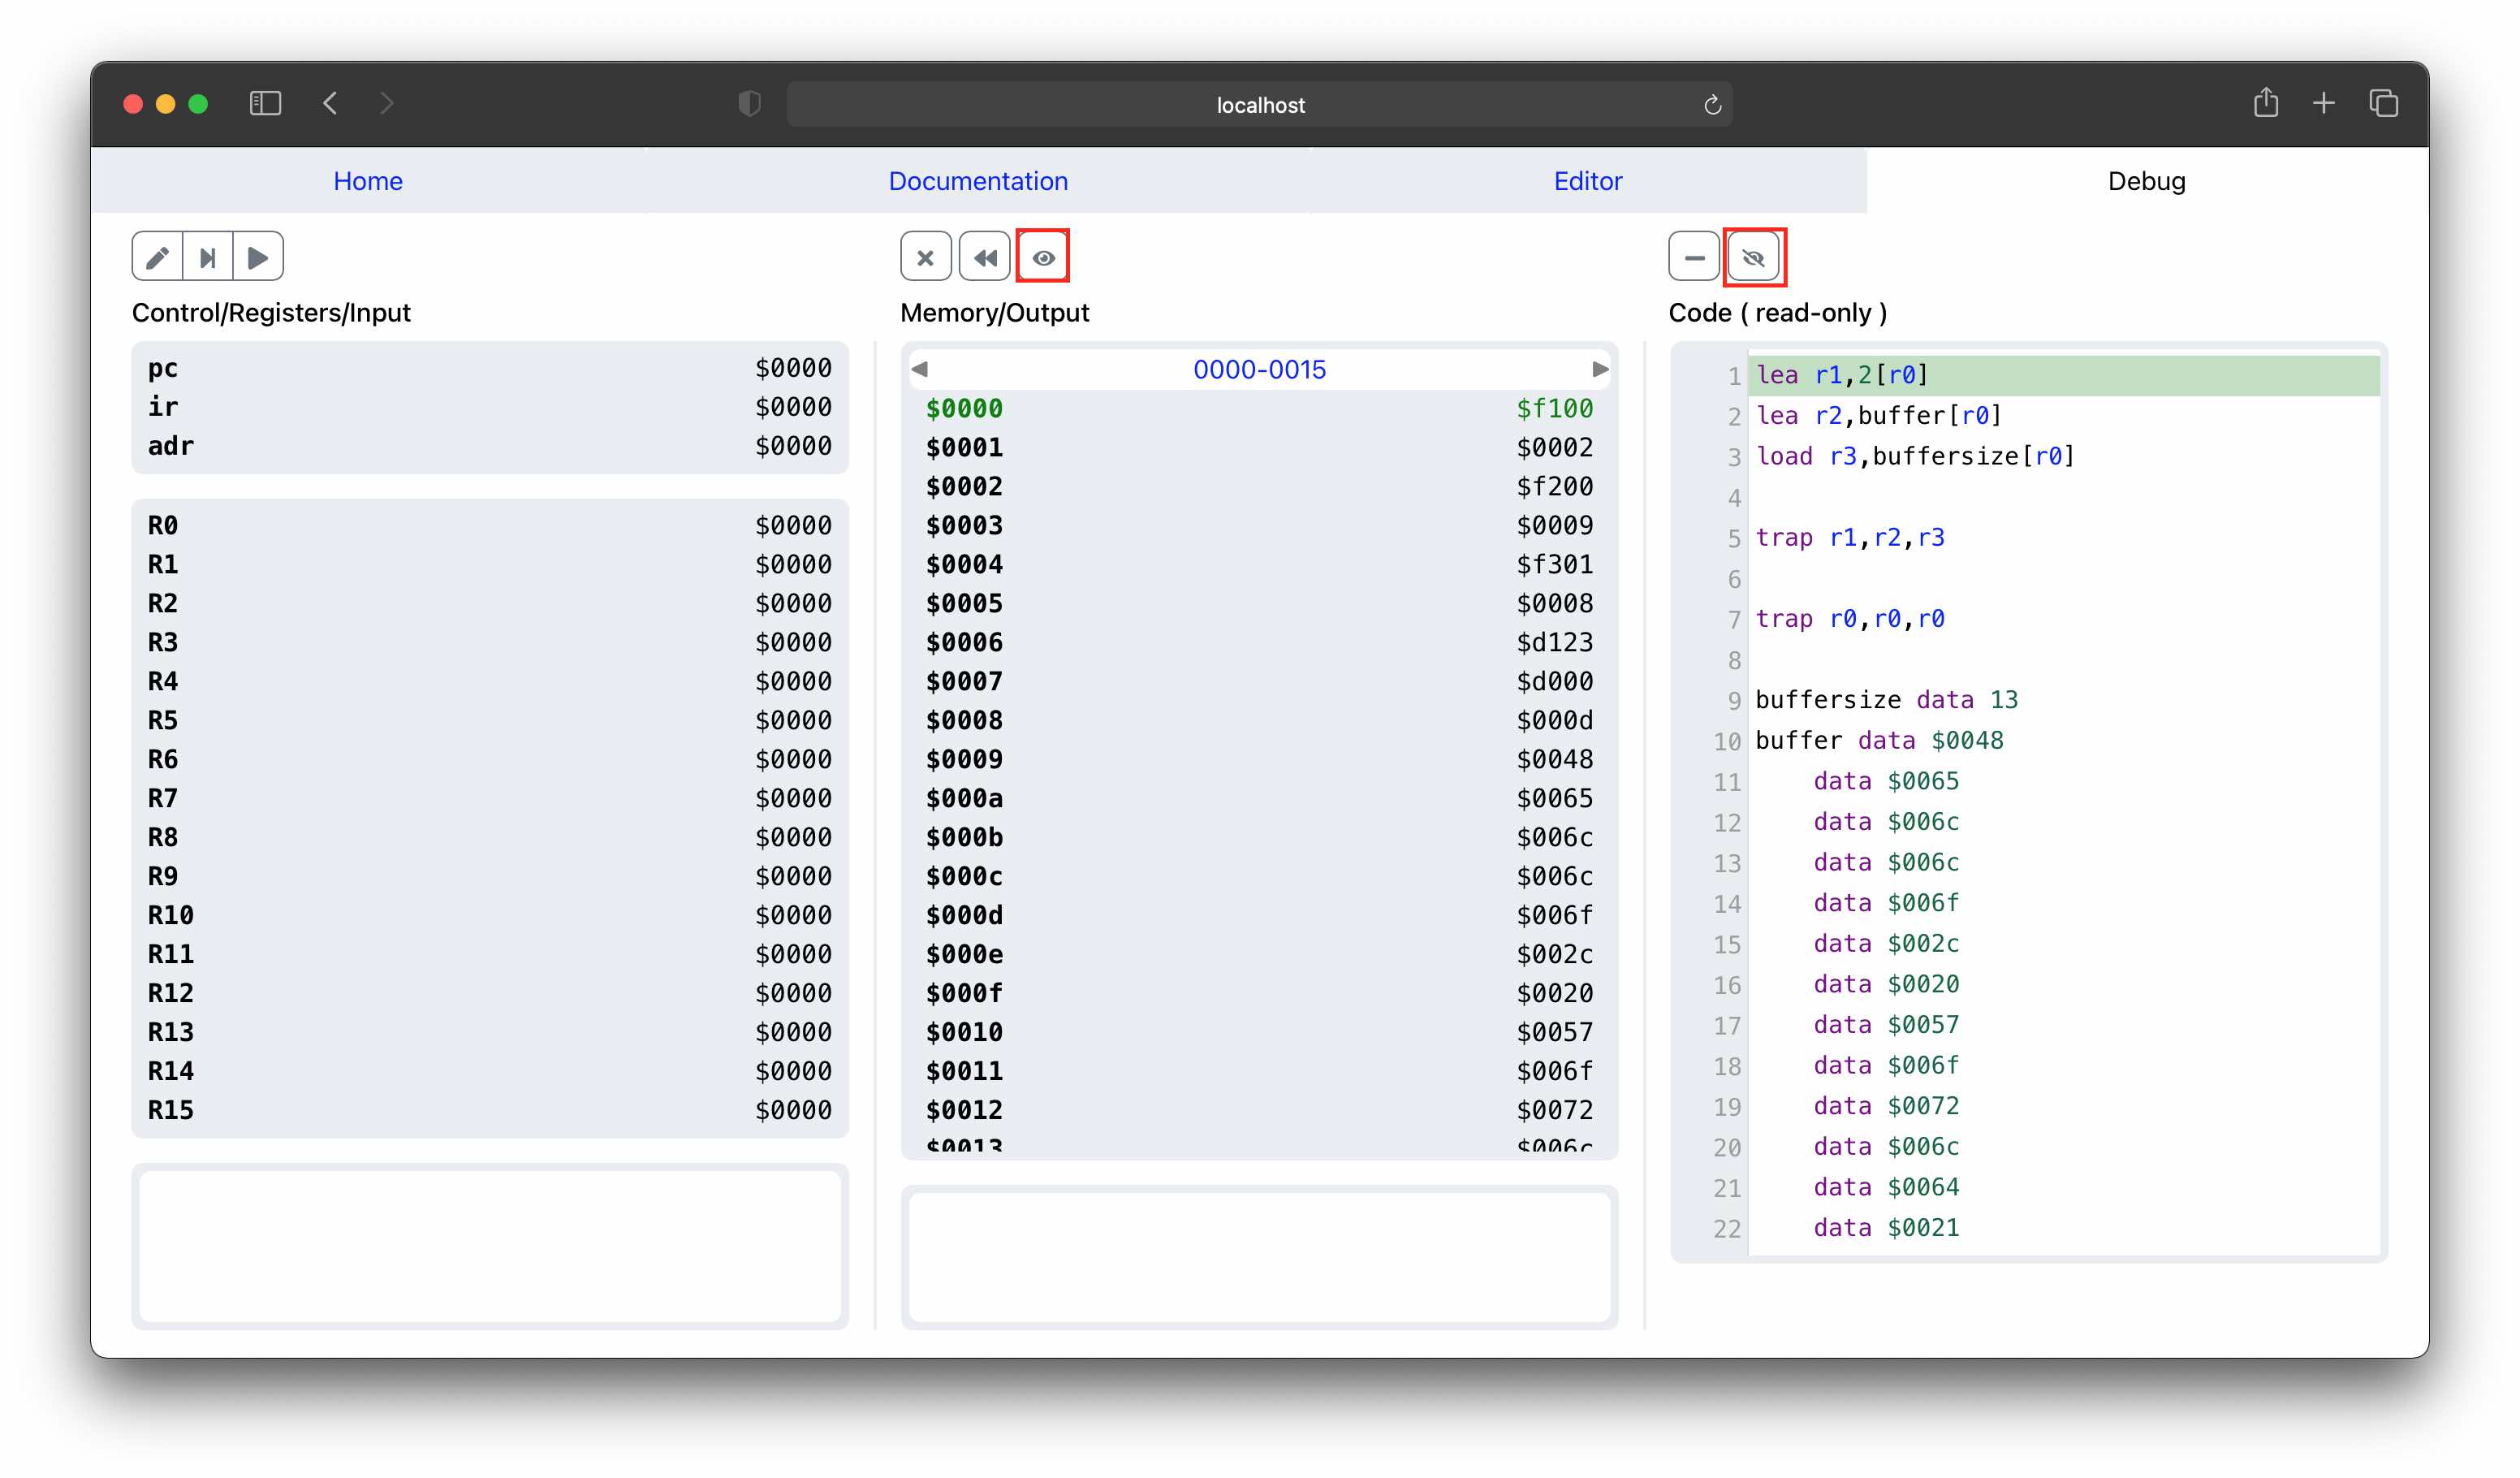 localhost
Home Documentation Editor Debug
Control/Registers/Input
pc $0000
ir $0000
adr $0000
R0 $0000
R1 $0000
R2 $0000
R3 $0000
R4 $0000
R5 $0000
R6 $0000
R7 $0000
R8 $0000
R9 $0000
R10 $0000
R11 $0000
R12 $0000
R13 $0000
R14 $0000
R15 $0000
Memory/Output
0000-0015
$0000 $f100
$0001 $0002
$0002 $f200
$0003 $0009
$0004 $f301
$0005 $0008
$0006 $d123
$0007 $d000
$0008 $000d
$0009 $0048
$000a $0065
$000b $006c
$000c $006c
$000d $006f
$000e $002c
$000f $0020
$0010 $0057
$0011 $006f
$0012 $0072
$0013 $006c
Code ( read-only )
1 lea r1,2[r0]
2 lea r2,buffer[r0]
3 load r3,buffersize[r0]
4
5 trap r1,r2,r3
6
7 trap r0,r0,r0
8
9 buffersize data 13
10 buffer data $0048
11 data $0065
12 data $006c
13 data $006c
14 data $006f
15 data $002c
16 data $0020
17 data $0057
18 data $006f
19 data $0072
20 data $006c
21 data $0064
22 data $0021